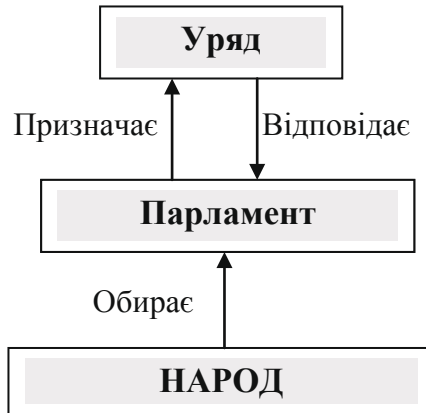 Уряд
Призначає
Відповідає
Парламент
Обирає
НАРОД